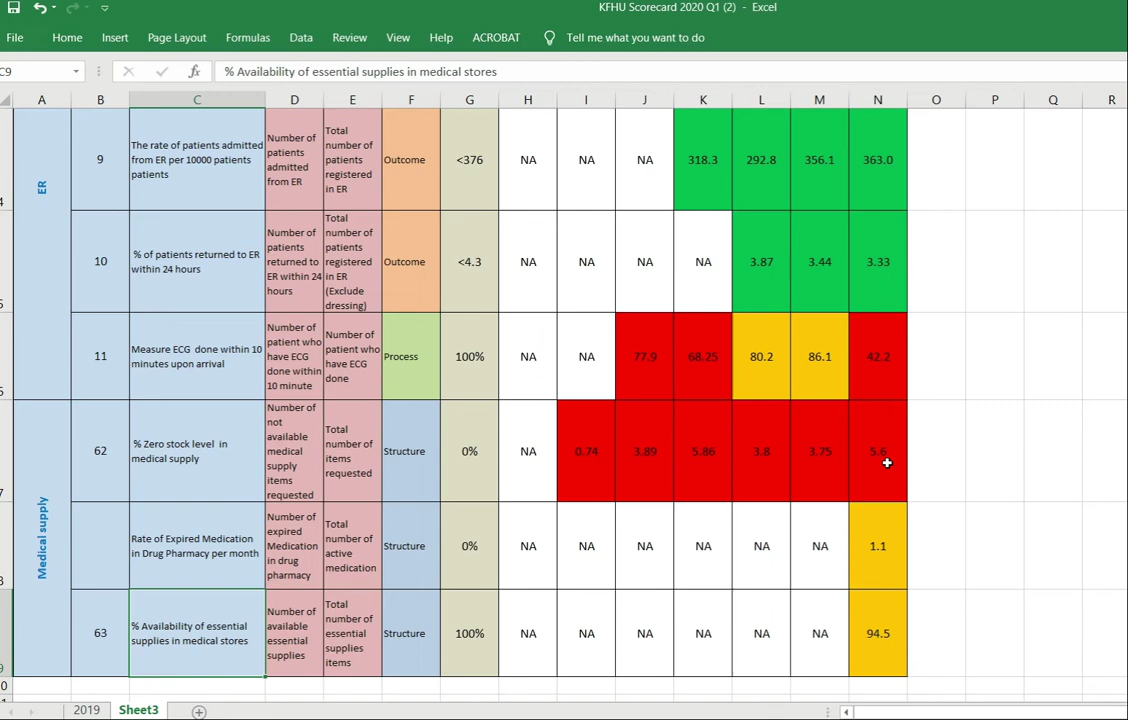 KFHU Scorecard 2020 Q1 (2) - Excel
File Home Insert Page Layout Formulas Data Review View Help ACROBAT Tell me what you want to do
C9 fx % Availability of essential supplies in medical stores
A B C D E F G H I J K L M N O P Q R
ER
9
The rate of patients admitted
from ER per 10000 patients
patients
Number of
patients
admitted
from ER
Total
number of
patients
registered
in ER
Outcome
<376 NA NA NA 318.3 292.8 356.1 363.0
4
10
% of patients returned to ER
within 24 hours
Number of
patients
returned to
ER within 24
hours
Total
number of
patients
registered
in ER
(Exclude
dressing)
Outcome
<4.3 NA NA NA NA 3.87 3.44 3.33
5
11
Measure ECG done within 10
minutes upon arrival
Number of
patient who
have ECG
done within
10 minute
Number of
patient who
have ECG
done
Process
100% NA NA 77.9 68.25 80.2 86.1 42.2
6
Medical supply
62
% Zero stock level in
medical supply
Number of
not
available
medical
supply
items
requested
Total
number of
items
requested
Structure
0% NA 0.74 3.89 5.86 3.8 3.75 5.6
7
Rate of Expired Medication
in Drug Pharmacy per month
Number of
expired
Medication
in drug
pharmacy
Total
number of
active
medication
Structure
0% NA NA NA NA NA NA 1.1
8
63
% Availability of essential
supplies in medical stores
Number of
available
essential
supplies
Total
number of
essential
supplies
items
Structure
100% NA NA NA NA NA NA 94.5
9
0
2019 Sheet3